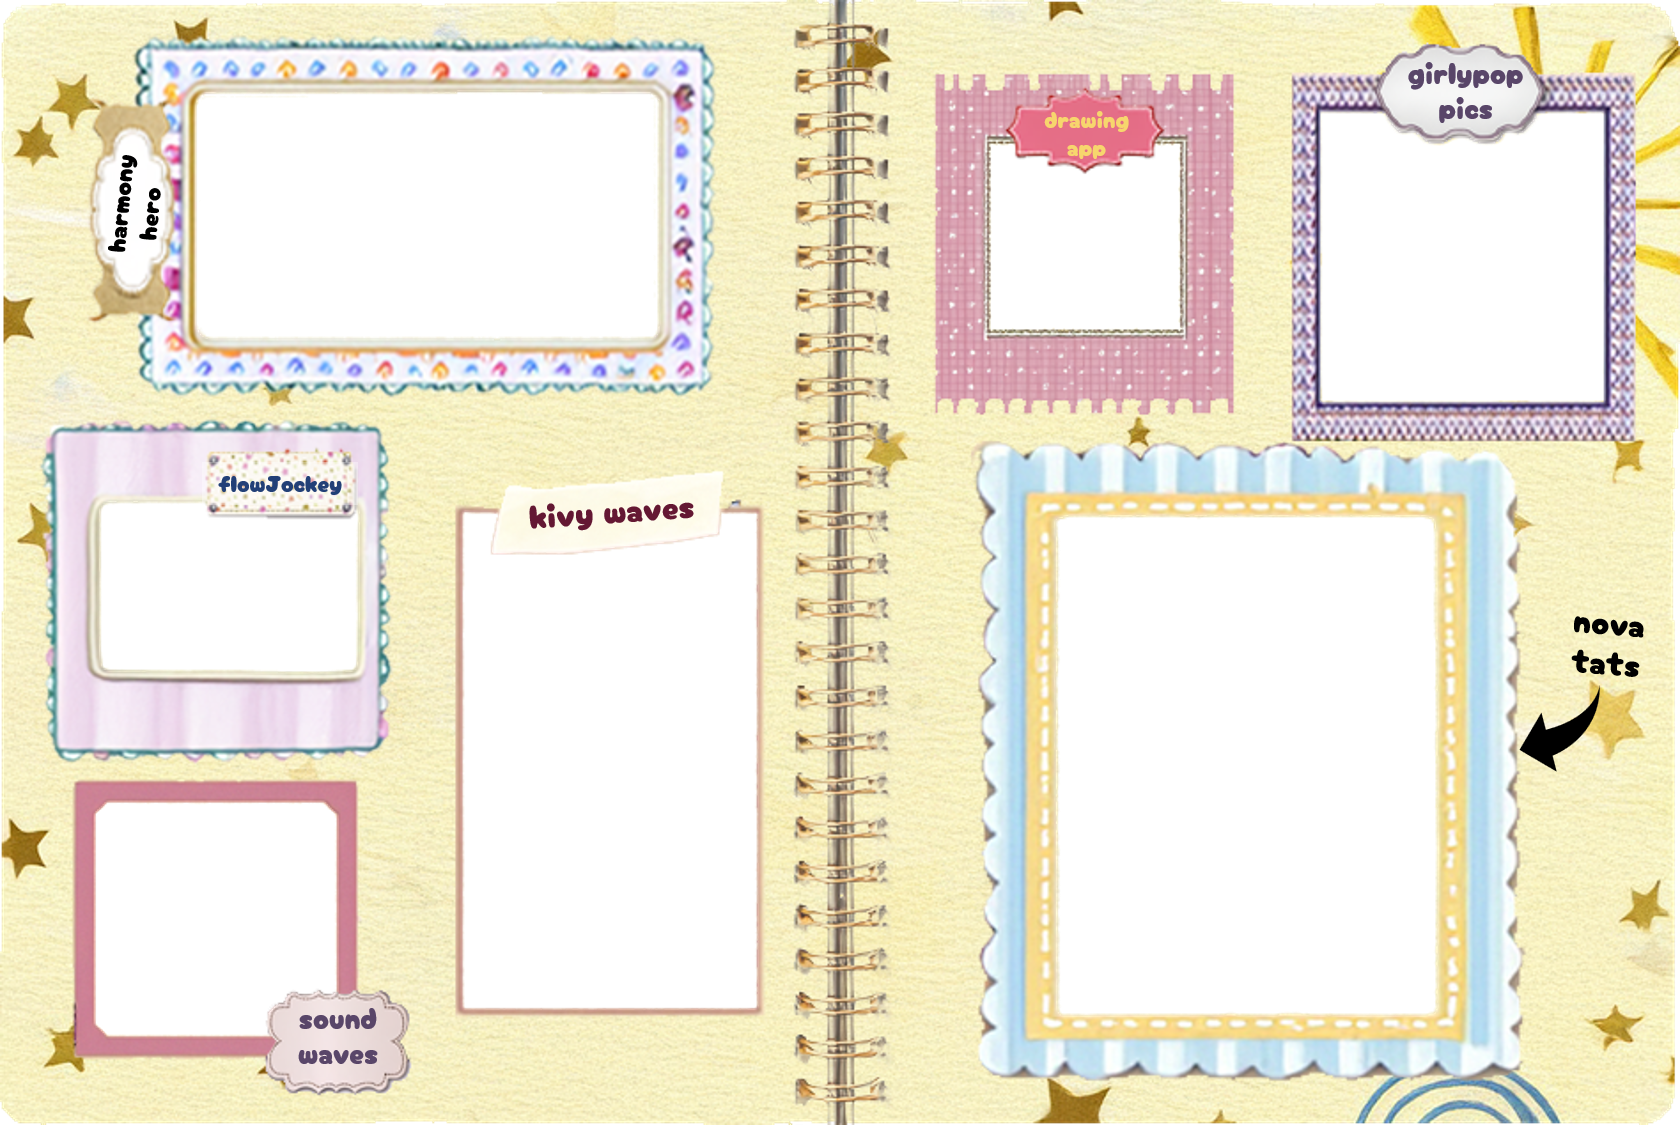 harmony
hero
flowJockey
kivy waves
sound
waves
drawing
app
girlypop
pics
nova
tats